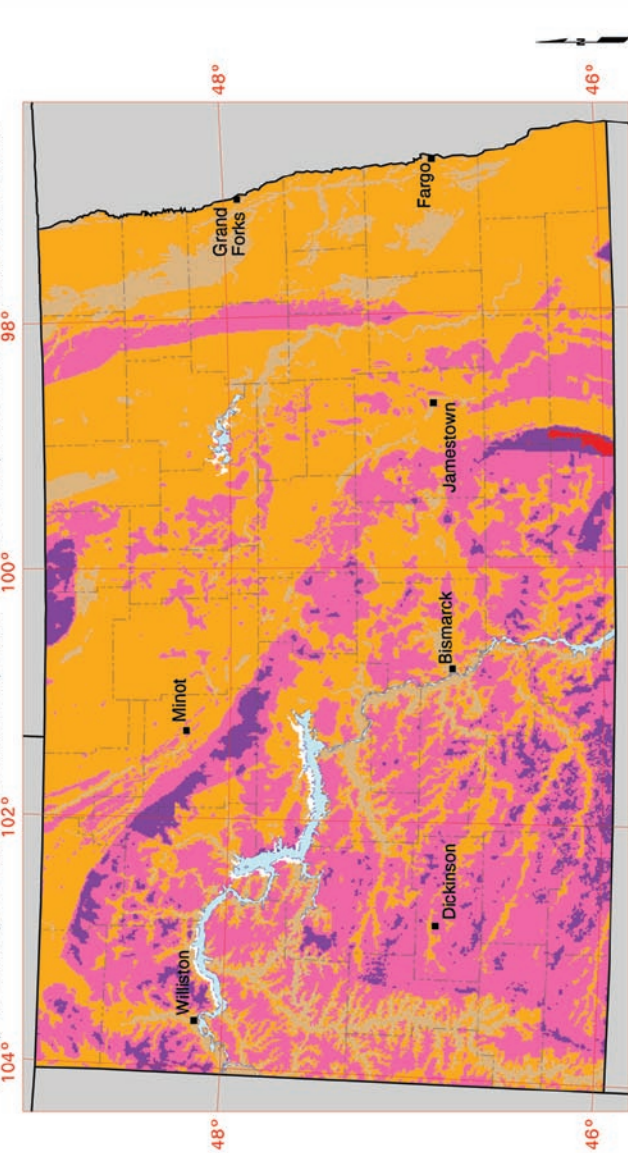 104°
102°
100°
98°
48°
46°
48°
46°
N
Williston
Minot
Grand
Forks
Dickinson
Bismarck
Jamestown
Fargo